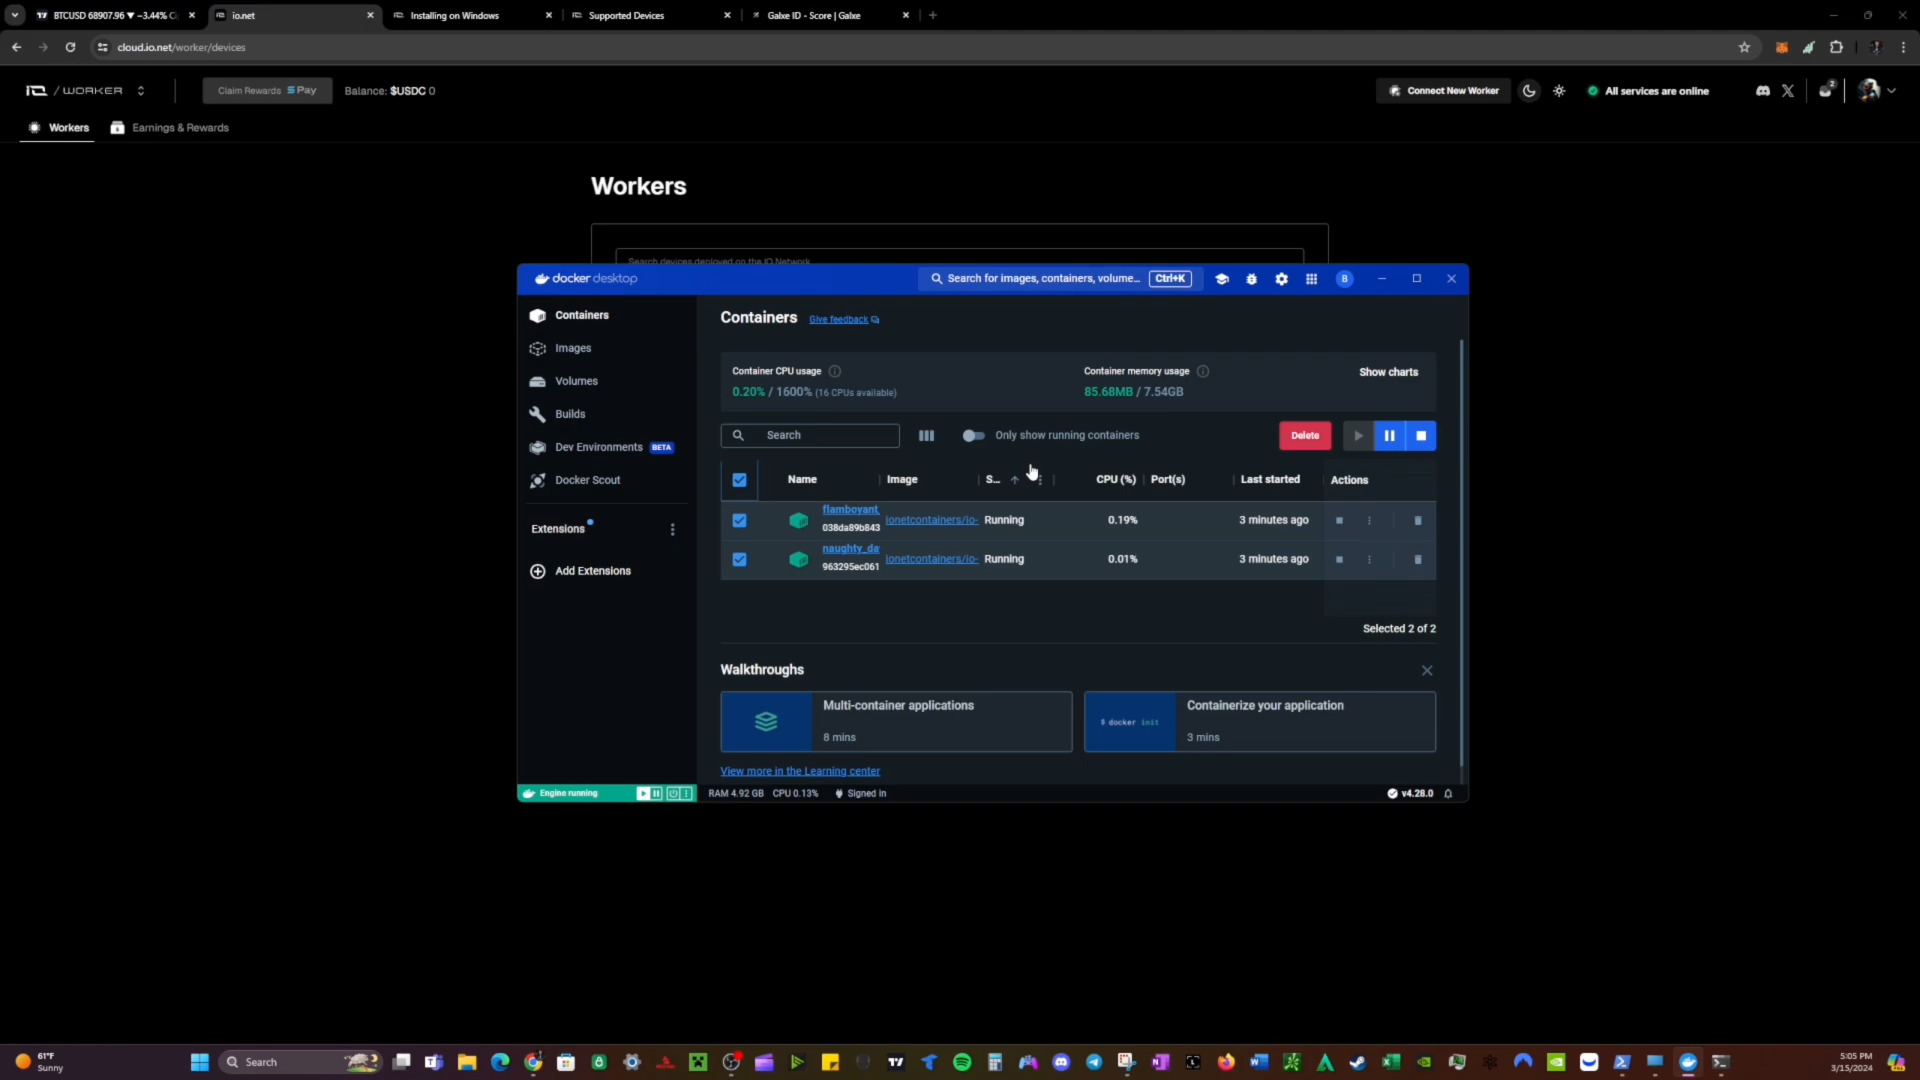 BTCUSD 68907.96 ▼ −3.44%
io.net
Installing on Windows
Supported Devices
Galxe ID - Score | Galxe
cloud.io.net/worker/devices
/ WORKER
Claim Rewards Pay
Balance: $USDC 0
Connect New Worker
All services are online
Workers
Earnings & Rewards
Workers
Search devices deployed on the IO Network
docker desktop
Search for images, containers, volume...
Ctrl+K
B
Containers
Images
Volumes
Builds
Dev Environments BETA
Docker Scout
Extensions
Add Extensions
Containers
Give feedback
Container CPU usage
0.20% / 1600% (16 CPUs available)
Container memory usage
85.68MB / 7.54GB
Show charts
Search
Only show running containers
Delete
Name Image S... CPU (%) Port(s) Last started Actions
flamboyant_
038da89b843
ionetcontainers/io-
Running 0.19% 3 minutes ago
naughty_da
963295ec061
ionetcontainers/io-
Running 0.01% 3 minutes ago
Selected 2 of 2
Walkthroughs
Multi-container applications
8 mins
$ docker init
Containerize your application
3 mins
View more in the Learning center
Engine running
RAM 4.92 GB CPU 0.13% Signed in
v4.28.0
61°F
Sunny
Search
5:05 PM
3/15/2024